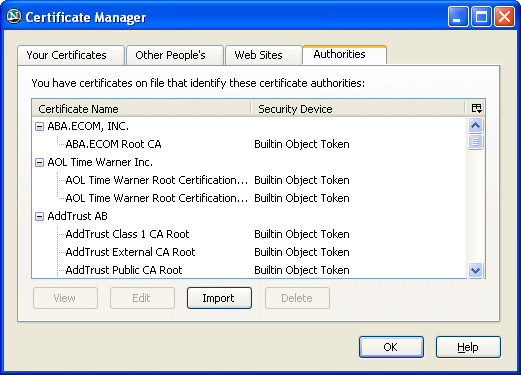 Certificate Manager
Your Certificates Other People's Web Sites Authorities
You have certificates on file that identify these certificate authorities:
Certificate Name Security Device
ABA.ECOM, INC.
ABA.ECOM Root CA Builtin Object Token
AOL Time Warner Inc.
AOL Time Warner Root Certification... Builtin Object Token
AOL Time Warner Root Certification... Builtin Object Token
AddTrust AB
AddTrust Class 1 CA Root Builtin Object Token
AddTrust External CA Root Builtin Object Token
AddTrust Public CA Root Builtin Object Token
View Edit Import Delete
OK Help